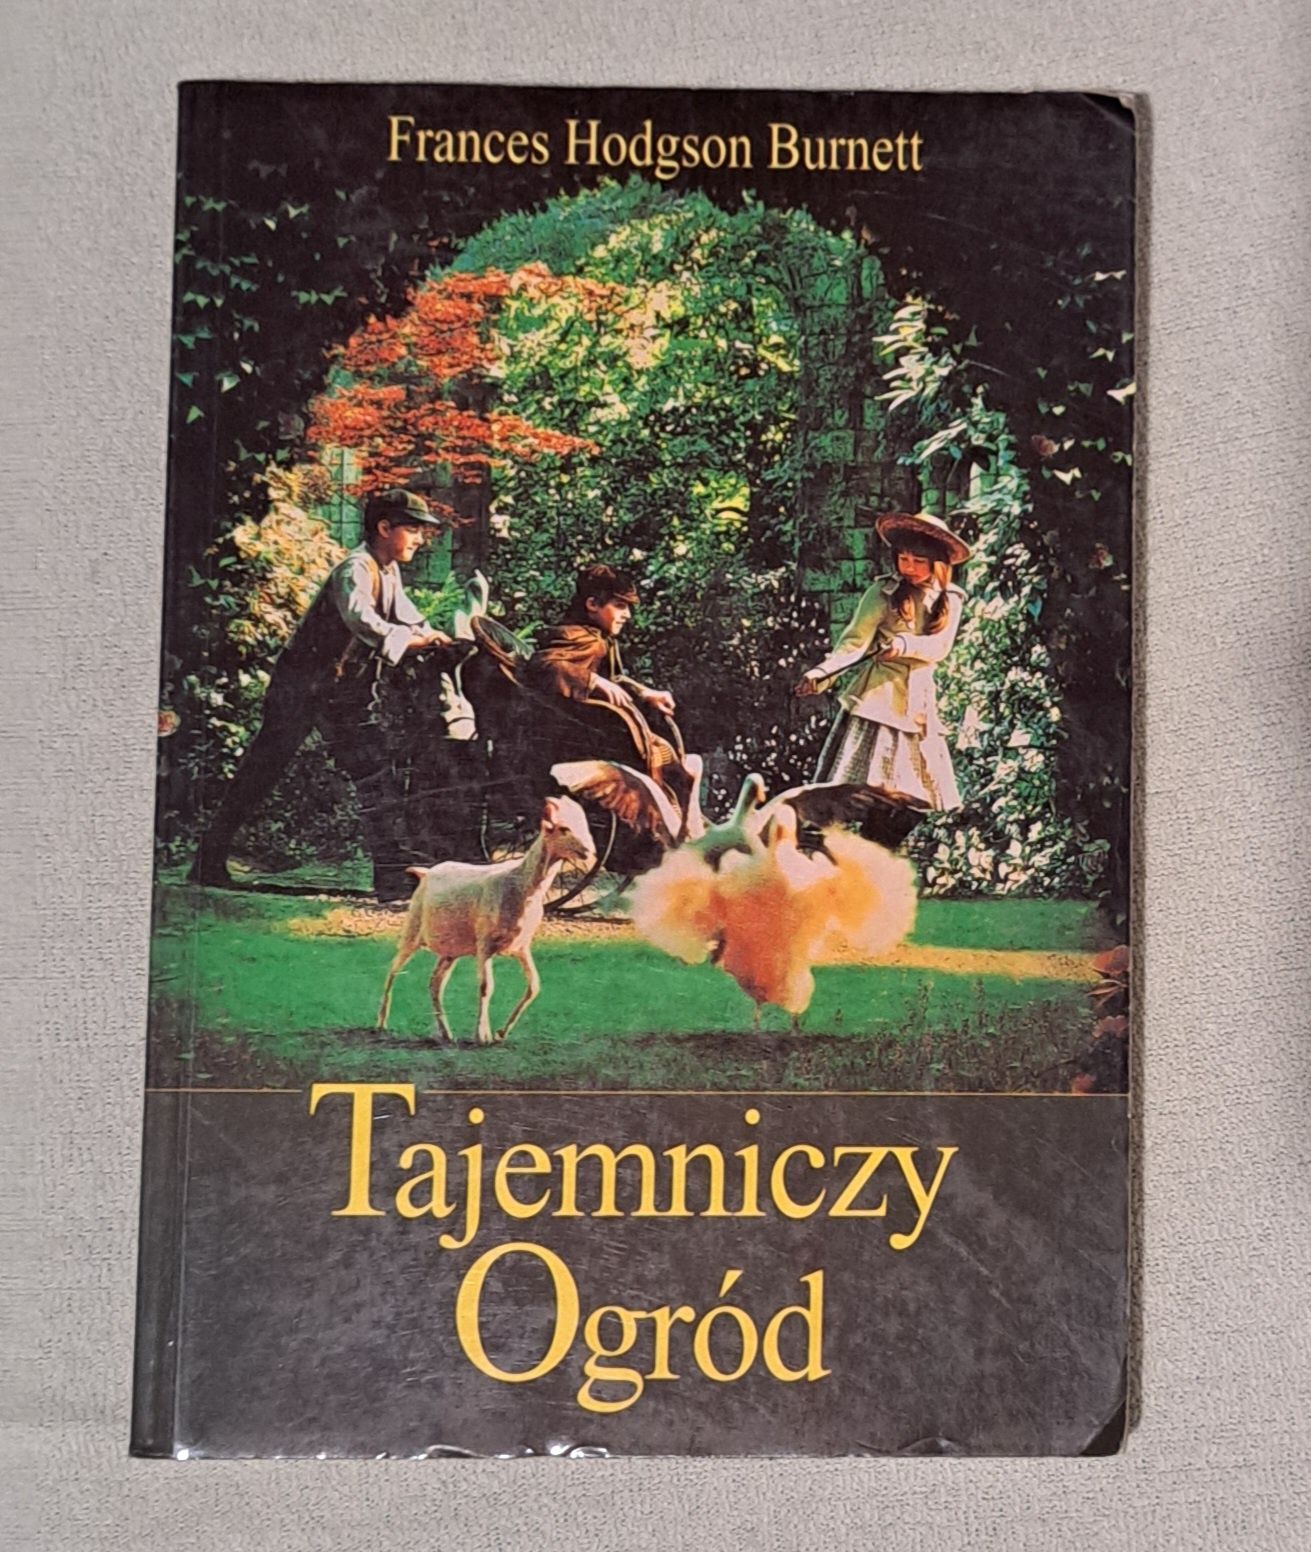 Frances Hodgson Burnett
Tajemniczy
Ogród